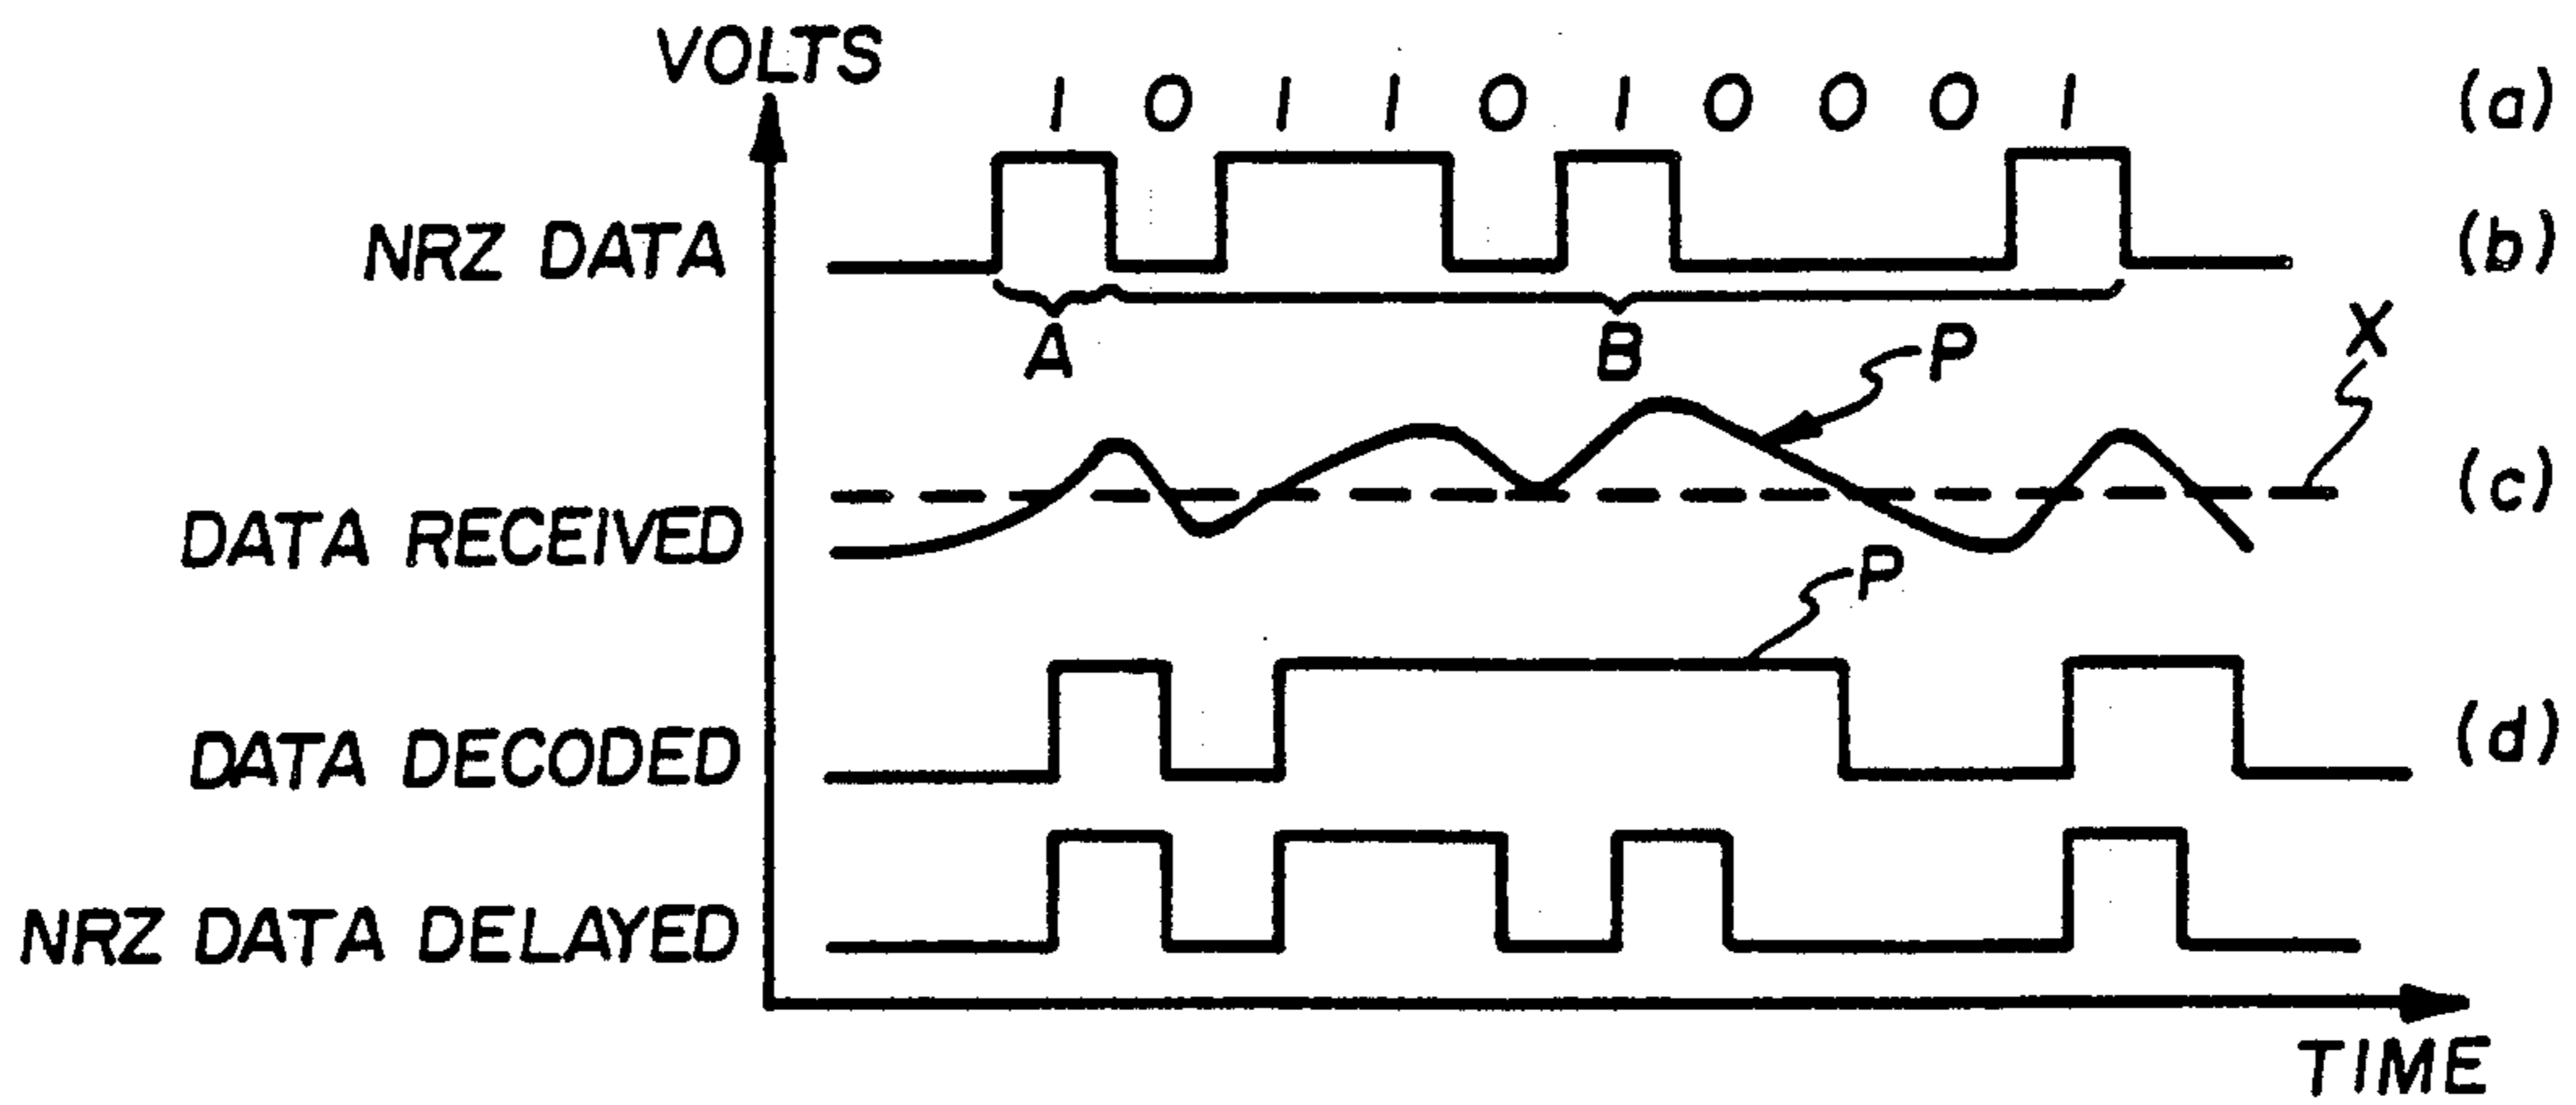 VOLTS
1 0 1 1 0 1 0 0 0 1 (a)
NRZ DATA (b)
A B P X
DATA RECEIVED (c)
P
DATA DECODED (d)
NRZ DATA DELAYED
TIME